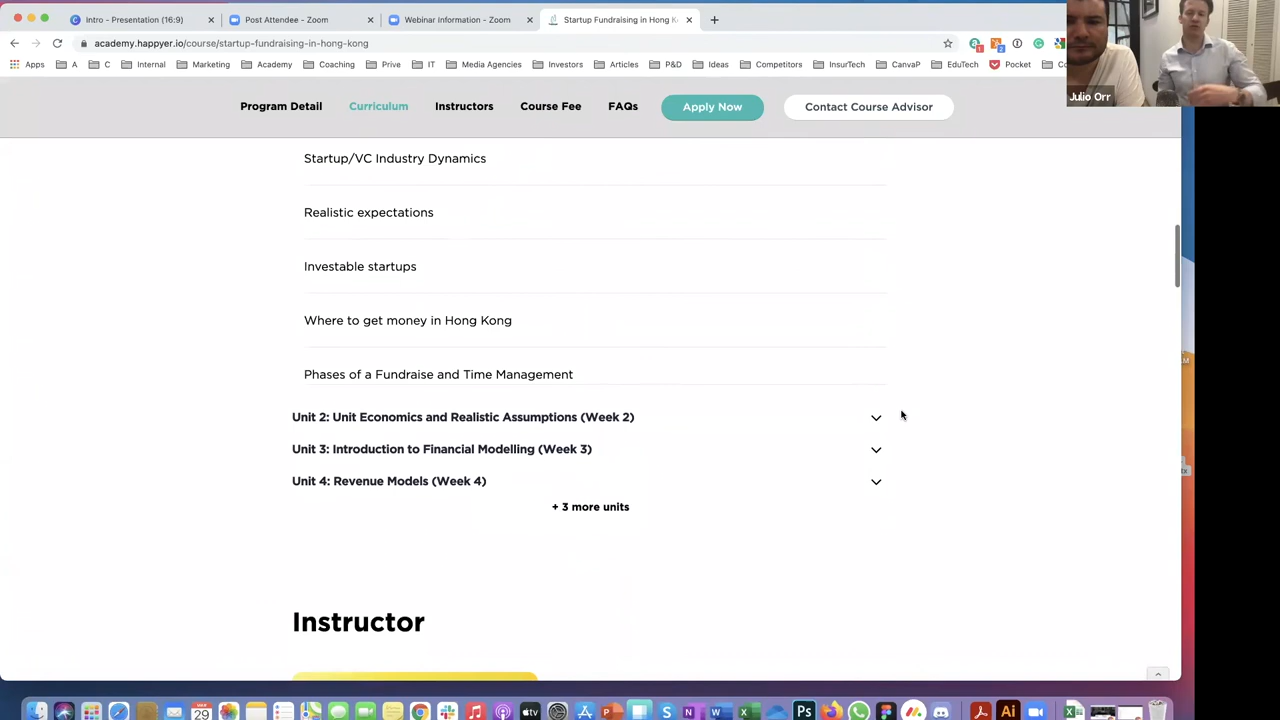 Intro - Presentation (16:9)
Post Attendee - Zoom
Webinar Information - Zoom
Startup Fundraising in Hong K
academy.happyer.io/course/startup-fundraising-in-hong-kong
Apps
A
C
Internal
Marketing
Academy
Coaching
Prive
IT
Media Agencies
Investors
Articles
P&D
Ideas
Competitors
InsurTech
CanvaP
EduTech
Pocket
Julio Orr
Program Detail
Curriculum
Instructors
Course Fee
FAQs
Apply Now
Contact Course Advisor
Startup/VC Industry Dynamics
Realistic expectations
Investable startups
Where to get money in Hong Kong
Phases of a Fundraise and Time Management
Unit 2: Unit Economics and Realistic Assumptions (Week 2)
Unit 3: Introduction to Financial Modelling (Week 3)
Unit 4: Revenue Models (Week 4)
+ 3 more units
Instructor
29
tv